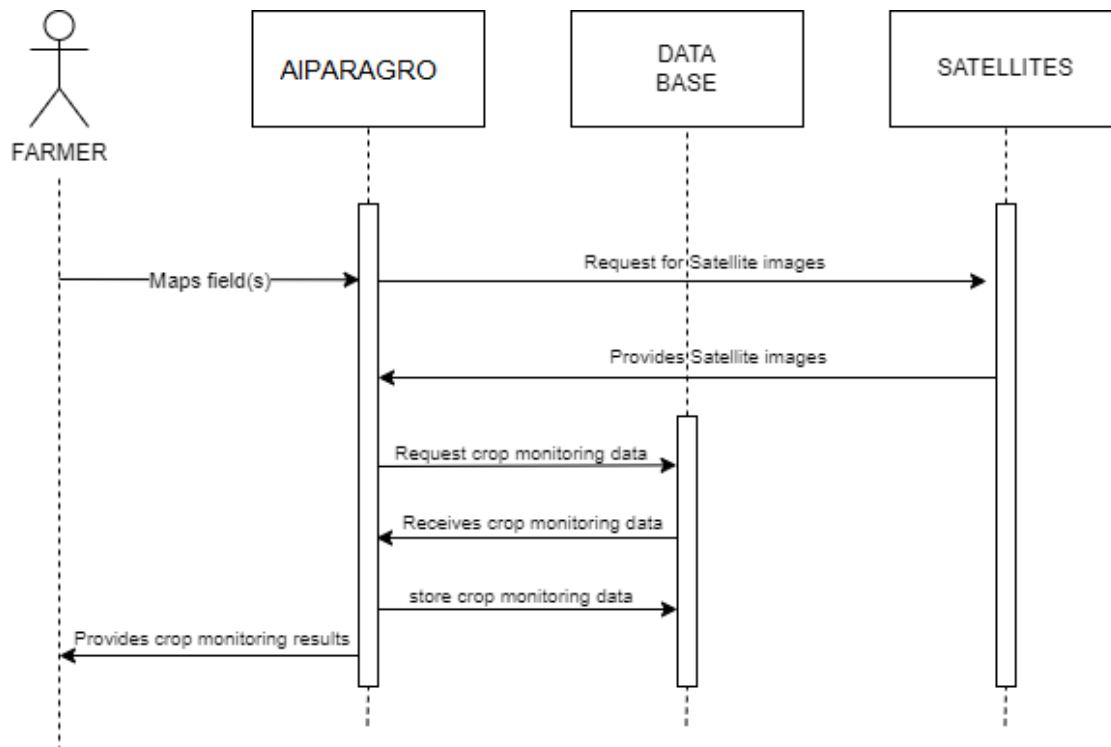 AIPARAGRO
DATA
BASE
SATELLITES
FARMER
Maps field(s)
Request for Satellite images
Provides Satellite images
Request crop monitoring data
Receives crop monitoring data
store crop monitoring data
Provides crop monitoring results